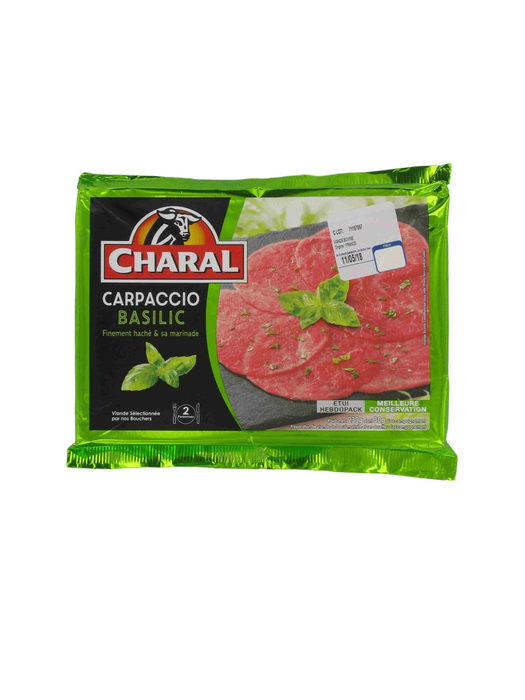 CHARAL
CARPACCIO
BASILIC
Finement haché & sa marinade
Viande Sélectionnée
par nos Bouchers
2
C LOT:
11/05/18
ETUI
HEBDOPACK
MEILLEURE
CONSERVATION